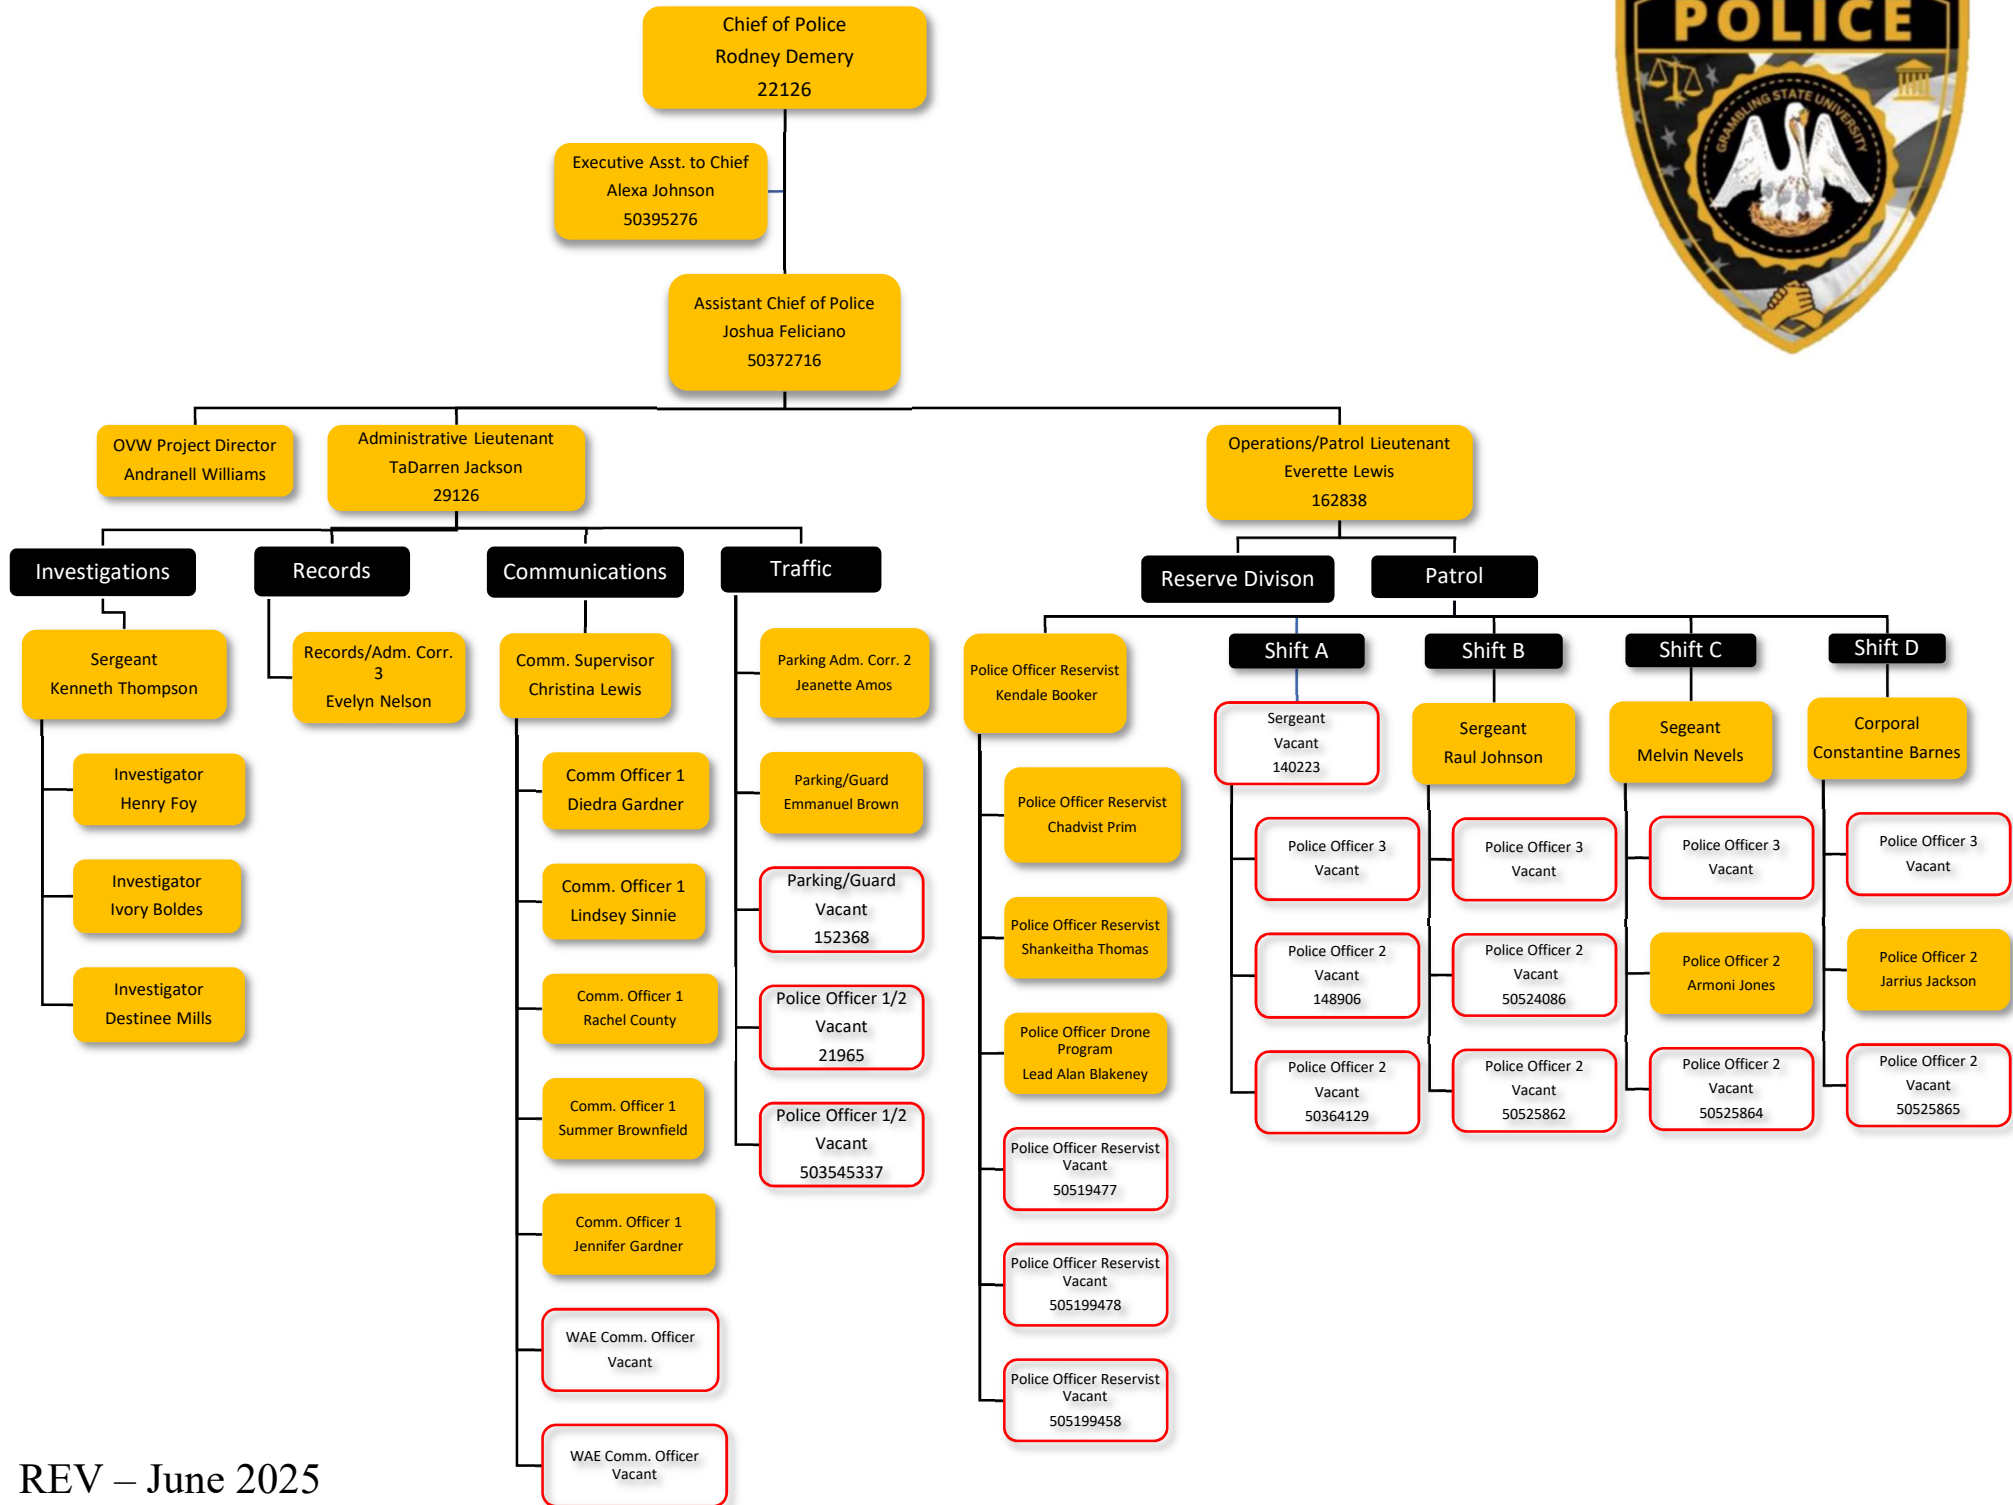 POLICE
GRAMBLING STATE UNIVERSITY
Chief of Police
Rodney Demery
22126
Executive Asst. to Chief
Alexa Johnson
50395276
Assistant Chief of Police
Joshua Feliciano
50372716
OVW Project Director
Andranell Williams
Administrative Lieutenant
TaDarren Jackson
29126
Operations/Patrol Lieutenant
Everette Lewis
162838
Investigations
Records
Communications
Traffic
Reserve Divison
Patrol
Sergeant
Kenneth Thompson
Investigator
Henry Foy
Investigator
Ivory Boldes
Investigator
Destinee Mills
Records/Adm. Corr.
3
Evelyn Nelson
Comm. Supervisor
Christina Lewis
Comm Officer 1
Diedra Gardner
Comm. Officer 1
Lindsey Sinnie
Comm. Officer 1
Rachel County
Comm. Officer 1
Summer Brownfield
Comm. Officer 1
Jennifer Gardner
WAE Comm. Officer
Vacant
WAE Comm. Officer
Vacant
Parking Adm. Corr. 2
Jeanette Amos
Parking/Guard
Emmanuel Brown
Parking/Guard
Vacant
152368
Police Officer 1/2
Vacant
21965
Police Officer 1/2
Vacant
503545337
Police Officer Reservist
Kendale Booker
Police Officer Reservist
Chadvist Prim
Police Officer Reservist
Shankeitha Thomas
Police Officer Drone
Program
Lead Alan Blakeney
Police Officer Reservist
Vacant
50519477
Police Officer Reservist
Vacant
505199478
Police Officer Reservist
Vacant
505199458
Shift A
Sergeant
Vacant
140223
Police Officer 3
Vacant
Police Officer 2
Vacant
148906
Police Officer 2
Vacant
50364129
Shift B
Sergeant
Raul Johnson
Police Officer 3
Vacant
Police Officer 2
Vacant
50524086
Police Officer 2
Vacant
50525862
Shift C
Segeant
Melvin Nevels
Police Officer 3
Vacant
Police Officer 2
Armoni Jones
Police Officer 2
Vacant
50525864
Shift D
Corporal
Constantine Barnes
Police Officer 3
Vacant
Police Officer 2
Jarrius Jackson
Police Officer 2
Vacant
50525865
REV – June 2025